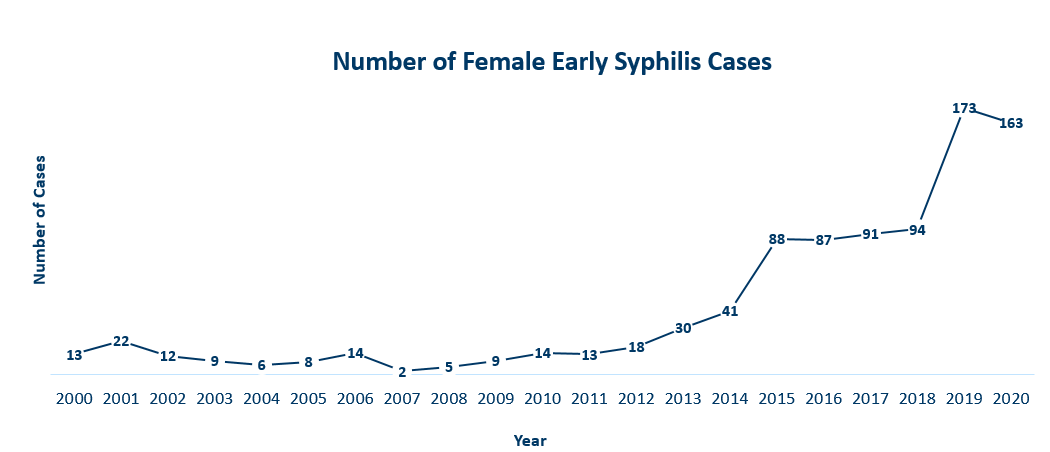 Number of Female Early Syphilis Cases
Number of Cases
13 22 12 9 6 8 14 2 5 9 14 13 18 30 41 88 87 91 94 173 163
2000 2001 2002 2003 2004 2005 2006 2007 2008 2009 2010 2011 2012 2013 2014 2015 2016 2017 2018 2019 2020
Year